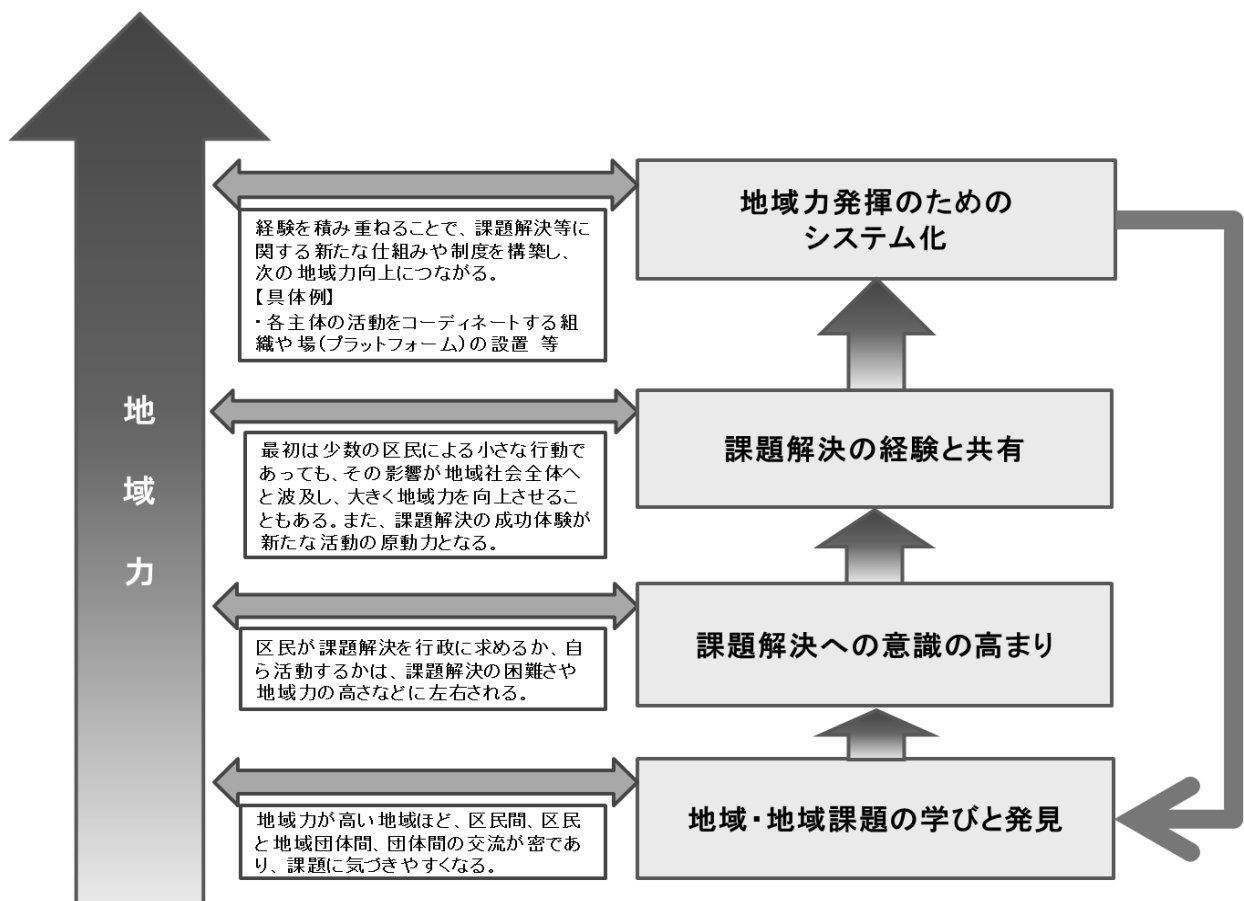 地域力
地域力発揮のための
システム化
経験を積み重ねることで、課題解決等に
関する新たな仕組みや制度を構築し、
次の地域力向上につながる。
【具体例】
・各主体の活動をコーディネートする組
織や場(プラットフォーム)の設置 等
課題解決の経験と共有
最初は少数の区民による小さな行動で
あっても、その影響が地域社会全体へ
と波及し、大きく地域力を向上させるこ
ともある。また、課題解決の成功体験が
新たな活動の原動力となる。
課題解決への意識の高まり
区民が課題解決を行政に求めるか、自
ら活動するかは、課題解決の困難さや
地域力の高さなどに左右される。
地域・地域課題の学びと発見
地域力が高い地域ほど、区民間、区民
と地域団体間、団体間の交流が密であ
り、課題に気づきやすくなる。